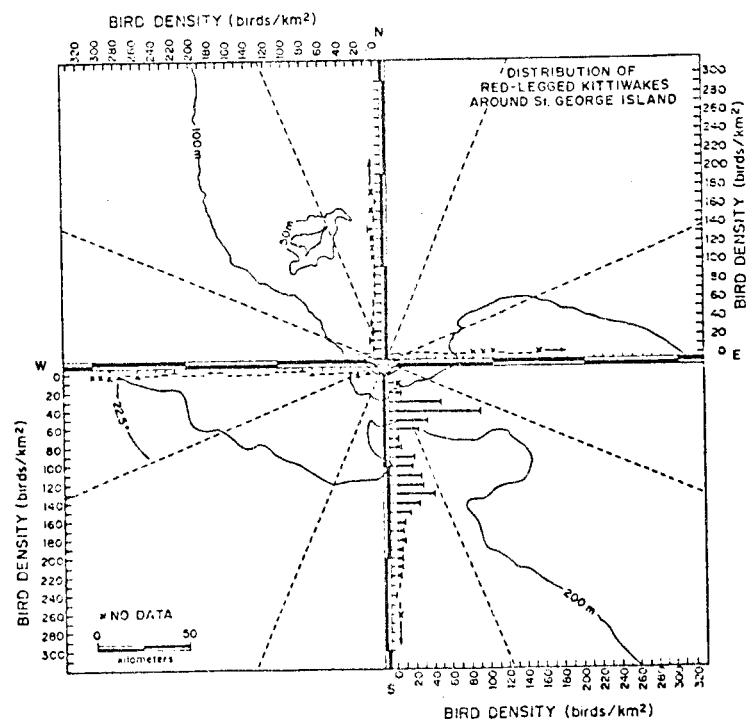 BIRD DENSITY (birds/km²)
320 280 260 240 220 200 180 160 140 120 100 80 60 40 20 0
N
DISTRIBUTION OF
RED-LEGGED KITTIWAKES
AROUND St. GEORGE ISLAND
300
280
260
240
220
200
180
160
140
120
100
80
60
40
20
0
BIRD DENSITY (birds/km²)
100 m
50m
W
E
0
20
40
60
80
100
120
140
160
180
200
220
240
260
280
300
BIRD DENSITY (birds/km²)
22.5°
200 m
× NO DATA
0 50
kilometers
S
0 20 40 60 80 100 120 140 160 180 200 220 240 260 280 300 320
BIRD DENSITY (birds/km²)